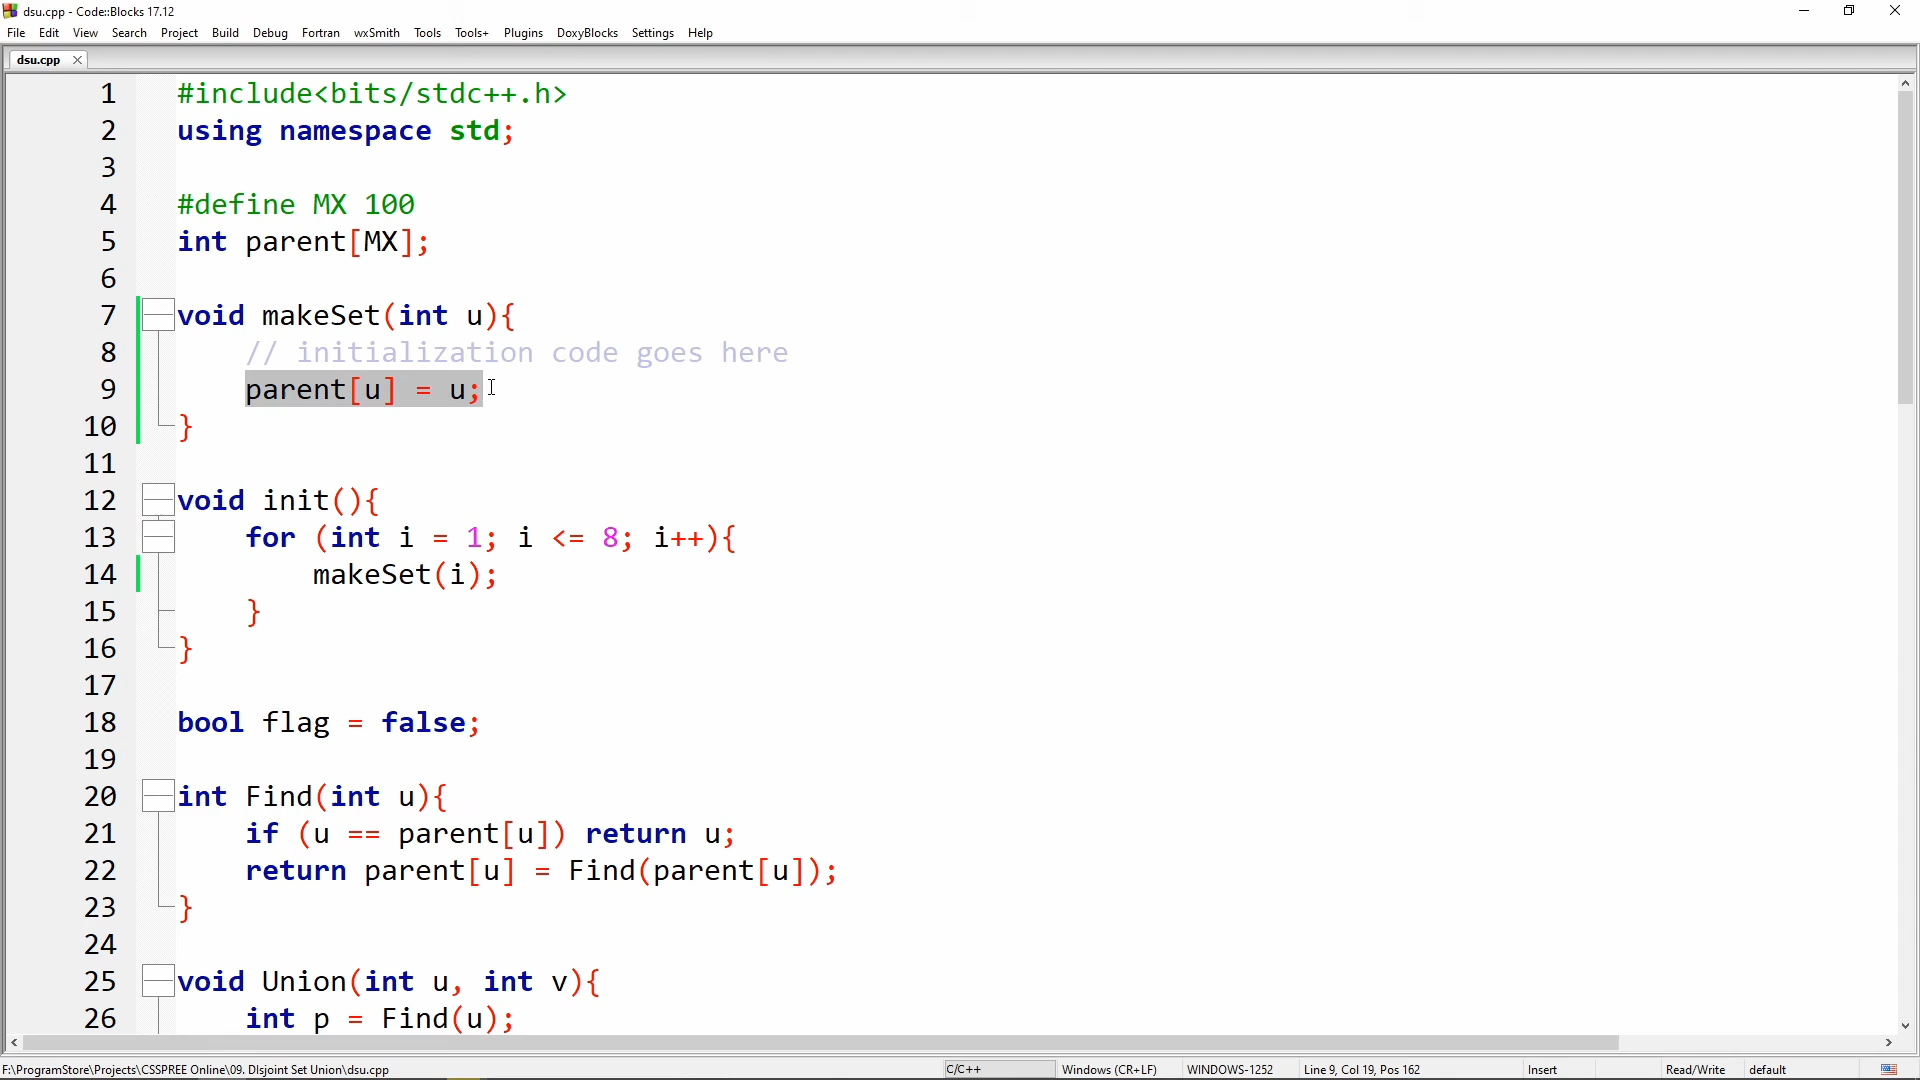 dsu.cpp - Code::Blocks 17.12
File Edit View Search Project Build Debug Fortran wxSmith Tools Tools+ Plugins DoxyBlocks Settings Help
dsu.cpp
1 #include<bits/stdc++.h>
2 using namespace std;
3
4 #define MX 100
5 int parent[MX];
6
7 void makeSet(int u){
8 // initialization code goes here
9 parent[u] = u;
10 }
11
12 void init(){
13 for (int i = 1; i <= 8; i++){
14 makeSet(i);
15 }
16 }
17
18 bool flag = false;
19
20 int Find(int u){
21 if (u == parent[u]) return u;
22 return parent[u] = Find(parent[u]);
23 }
24
25 void Union(int u, int v){
26 int p = Find(u);
F:\ProgramStore\Projects\CSSPREE Online\09. DIsjoint Set Union\dsu.cpp C/C++ Windows (CR+LF) WINDOWS-1252 Line 9, Col 19, Pos 162 Insert Read/Write default